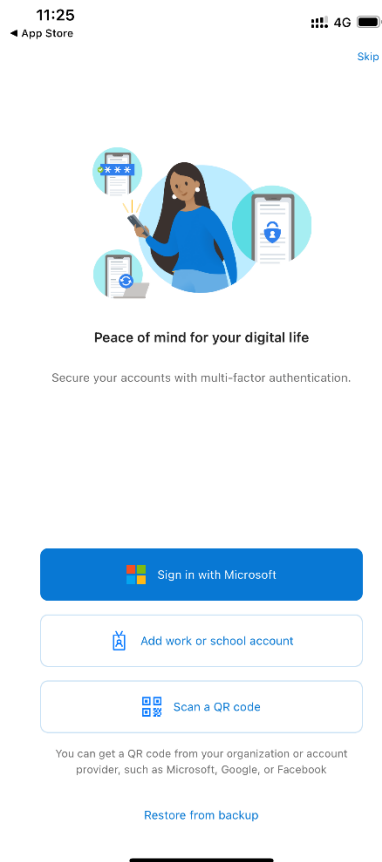 11:25
4G
◀ App Store
Skip
Peace of mind for your digital life
Secure your accounts with multi-factor authentication.
Sign in with Microsoft
Add work or school account
Scan a QR code
You can get a QR code from your organization or account
provider, such as Microsoft, Google, or Facebook
Restore from backup